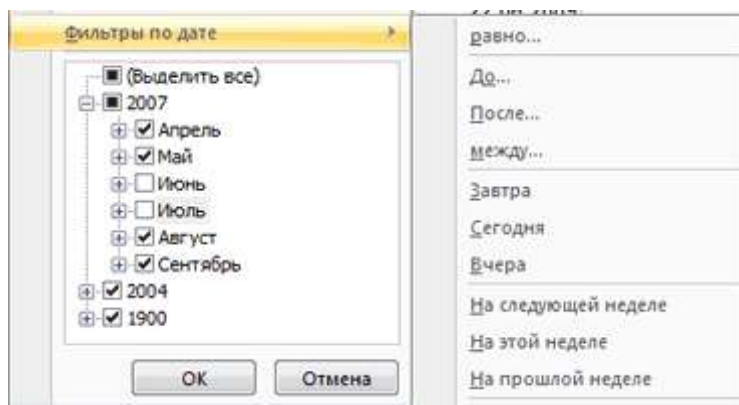 Фильтры по дате
(Выделить все)
2007
Апрель
Май
Июнь
Июль
Август
Сентябрь
2004
1900
ОК
Отмена
равно...
До...
После...
между...
Завтра
Сегодня
Вчера
На следующей неделе
На этой неделе
На прошлой неделе